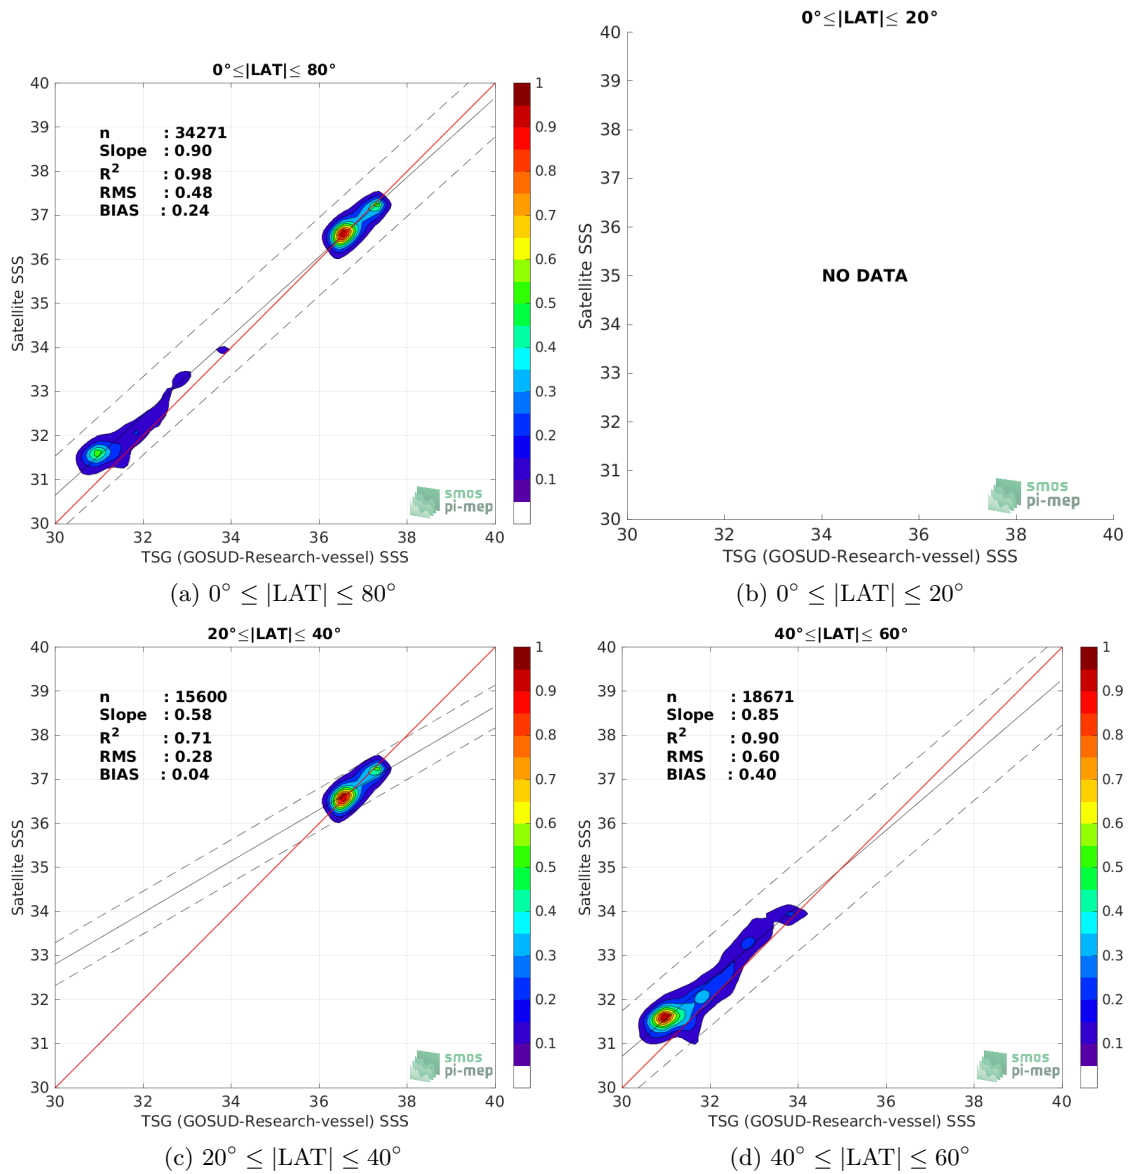 0°≤|LAT|≤ 80°
n : 34271
Slope : 0.90
R² : 0.98
RMS : 0.48
BIAS : 0.24
40
39
38
37
36
35
34
33
32
31
30
Satellite SSS
30 32 34 36 38 40
TSG (GOSUD-Research-vessel) SSS
1
0.9
0.8
0.7
0.6
0.5
0.4
0.3
0.2
0.1
smos
pi-mep
(a) 0° ≤ |LAT| ≤ 80°
0°≤|LAT|≤ 20°
40
39
38
37
36
35
34
33
32
31
30
Satellite SSS
NO DATA
smos
pi-mep
30 32 34 36 38 40
TSG (GOSUD-Research-vessel) SSS
(b) 0° ≤ |LAT| ≤ 20°
20°≤|LAT|≤ 40°
n : 15600
Slope : 0.58
R² : 0.71
RMS : 0.28
BIAS : 0.04
40
39
38
37
36
35
34
33
32
31
30
Satellite SSS
30 32 34 36 38 40
TSG (GOSUD-Research-vessel) SSS
1
0.9
0.8
0.7
0.6
0.5
0.4
0.3
0.2
0.1
smos
pi-mep
(c) 20° ≤ |LAT| ≤ 40°
40°≤|LAT|≤ 60°
n : 18671
Slope : 0.85
R² : 0.90
RMS : 0.60
BIAS : 0.40
40
39
38
37
36
35
34
33
32
31
30
Satellite SSS
30 32 34 36 38 40
TSG (GOSUD-Research-vessel) SSS
1
0.9
0.8
0.7
0.6
0.5
0.4
0.3
0.2
0.1
smos
pi-mep
(d) 40° ≤ |LAT| ≤ 60°